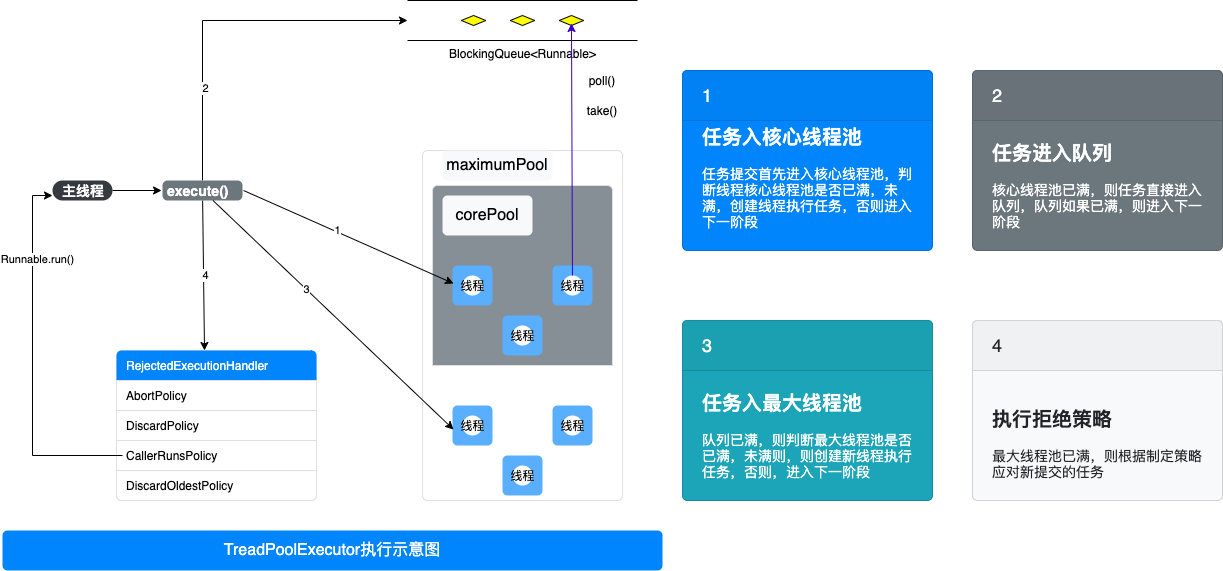 BlockingQueue<Runnable>
poll()
take()
2
主线程
execute()
1
3
4
Runnable.run()
maximumPool
corePool
线程
线程
线程
线程
线程
线程
RejectedExecutionHandler
AbortPolicy
DiscardPolicy
CallerRunsPolicy
DiscardOldestPolicy
TreadPoolExecutor执行示意图
1
任务入核心线程池
任务提交首先进入核心线程池，判
断线程核心线程池是否已满，未
满，创建线程执行任务，否则进入
下一阶段
2
任务进入队列
核心线程池已满，则任务直接进入
队列，队列如果已满，则进入下一
阶段
3
任务入最大线程池
队列已满，则判断最大线程池是否
已满，未满则，则创建新线程执行
任务，否则，进入下一阶段
4
执行拒绝策略
最大线程池已满，则根据制定策略
应对新提交的任务